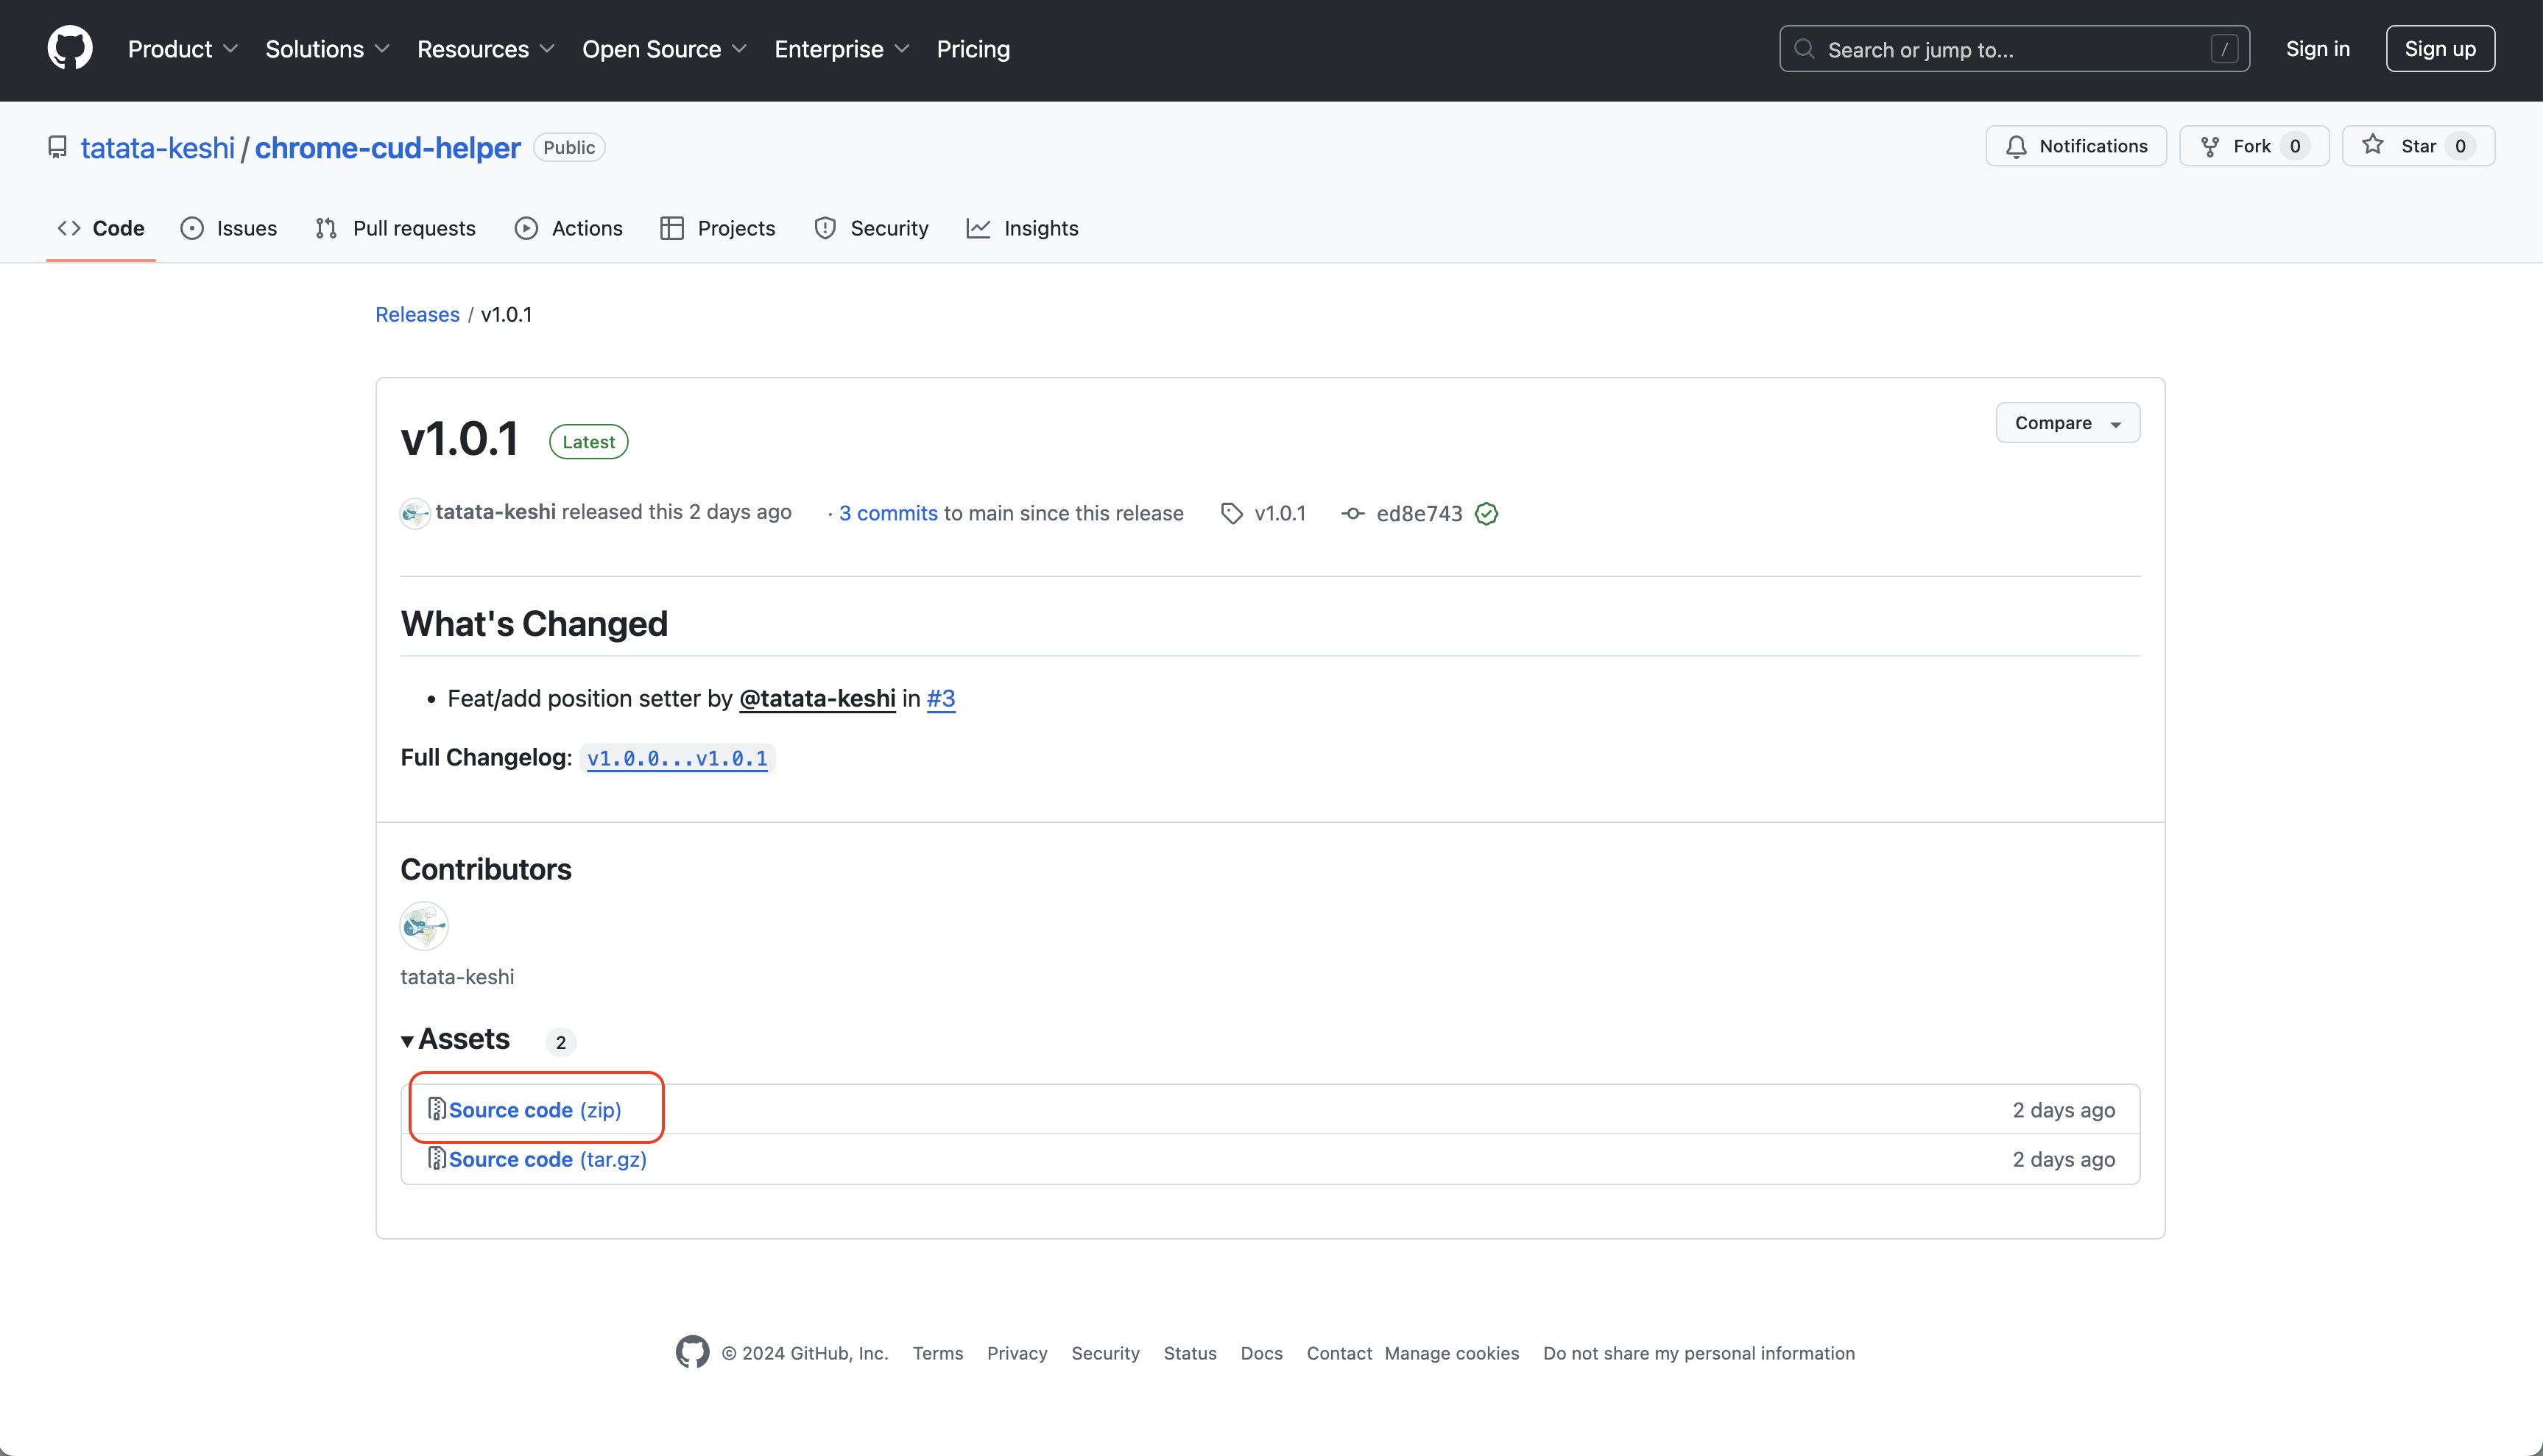 Product Solutions Resources Open Source Enterprise Pricing Search or jump to... / Sign in Sign up
tatata-keshi / chrome-cud-helper Public Notifications Fork 0 Star 0
Code Issues Pull requests Actions Projects Security Insights
Releases / v1.0.1
v1.0.1 Latest Compare
tatata-keshi released this 2 days ago · 3 commits to main since this release v1.0.1 ed8e743
What's Changed
• Feat/add position setter by @tatata-keshi in #3
Full Changelog: v1.0.0...v1.0.1
Contributors
tatata-keshi
Assets 2
Source code (zip) 2 days ago
Source code (tar.gz) 2 days ago
© 2024 GitHub, Inc. Terms Privacy Security Status Docs Contact Manage cookies Do not share my personal information